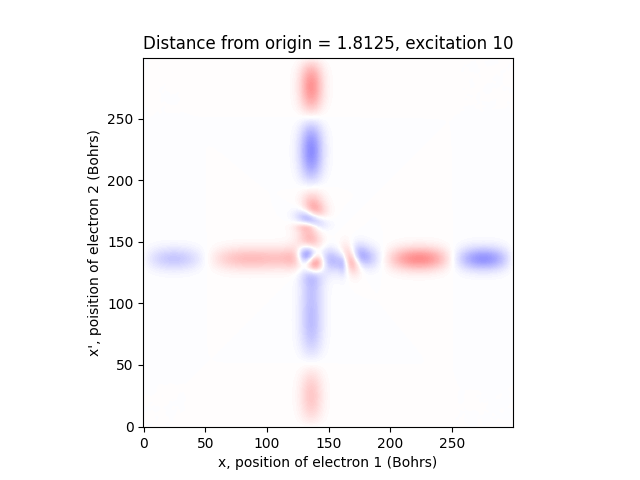 Distance from origin = 1.8125, excitation 10
x', poisition of electron 2 (Bohrs)
250
200
150
100
50
0
0 50 100 150 200 250
x, position of electron 1 (Bohrs)